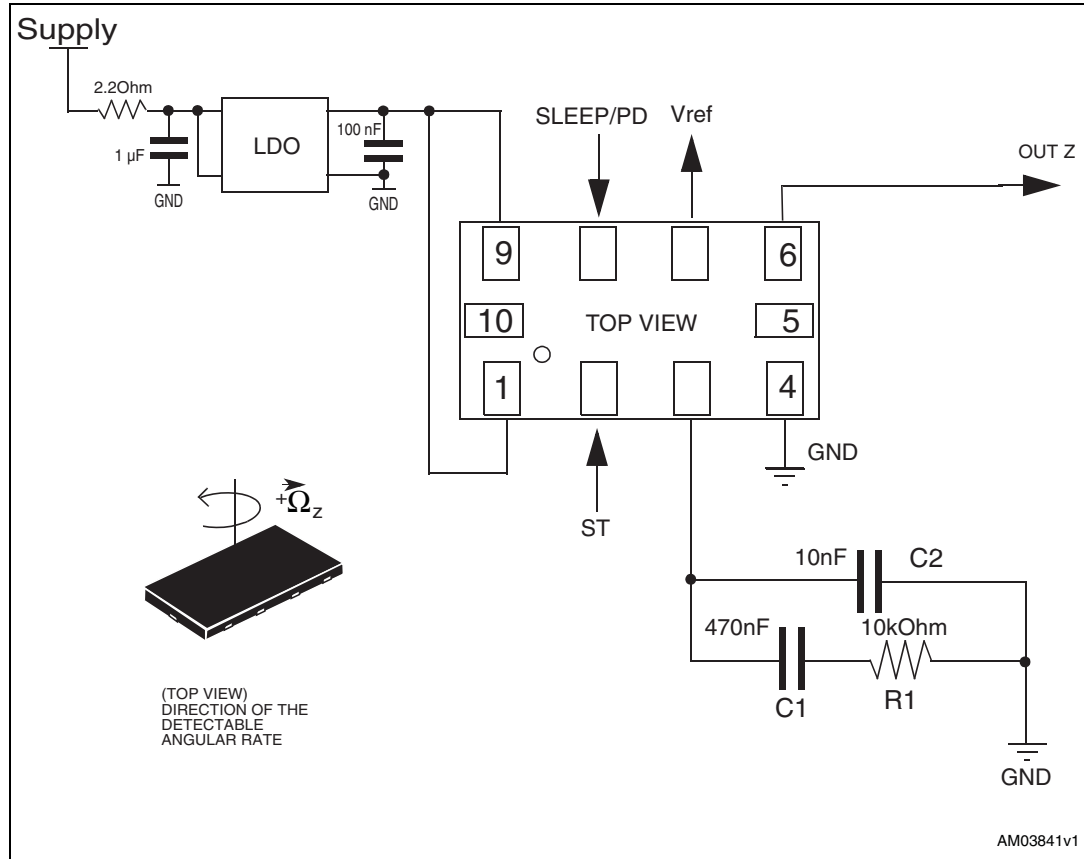 Supply
2.2Ohm
1 µF
GND
LDO
100 nF
GND
SLEEP/PD
Vref
OUT Z
9
6
10
TOP VIEW
5
1
4
GND
ST
+Ωz
10nF
C2
470nF
10kOhm
C1
R1
GND
(TOP VIEW)
DIRECTION OF THE
DETECTABLE
ANGULAR RATE
AM03841v1